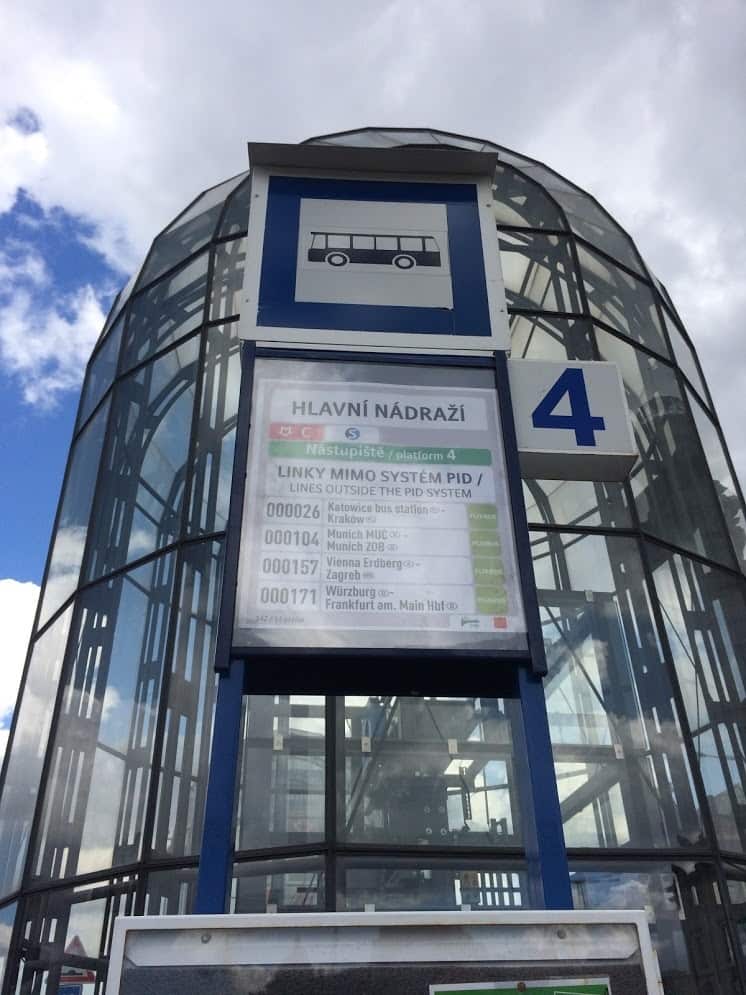 HLAVNÍ NÁDRAŽÍ
C S
Nástupiště / platform 4
4
LINKY MIMO SYSTÉM PID /
LINES OUTSIDE THE PID SYSTEM
000026 Katowice bus station -
Kraków
000104 Munich MUC -
Munich ZOB
000157 Vienna Erdberg -
Zagreb
000171 Würzburg -
Frankfurt am. Main Hbf